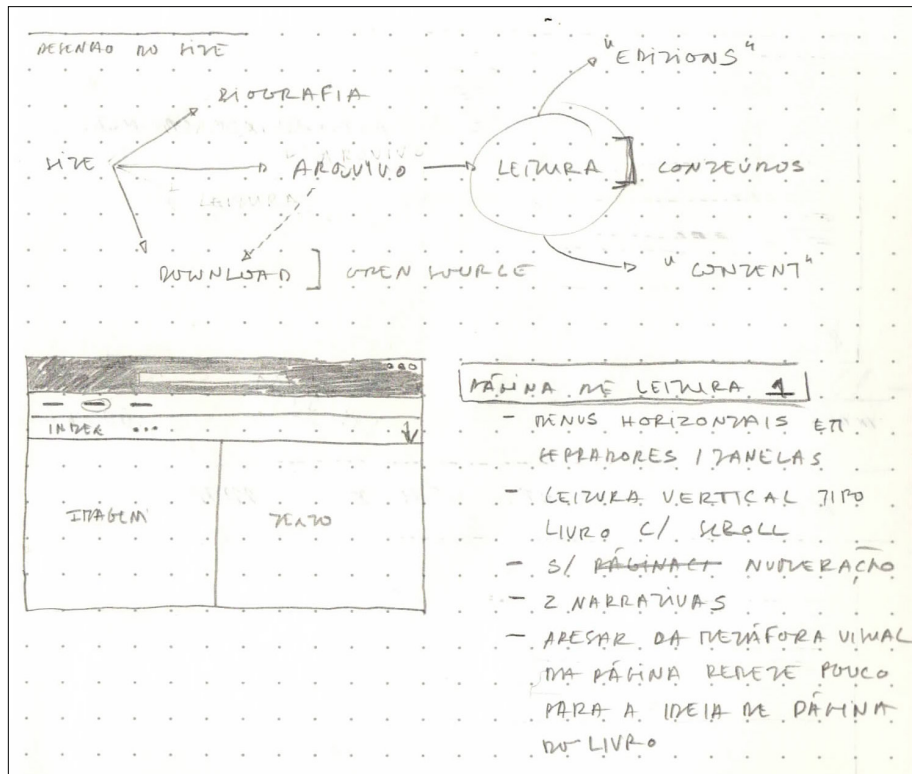 DESENHO DO SITE
"EDITIONS"
BIOGRAFIA
SITE
ARQUIVO
LEITURA ] CONTEÚDOS
DOWNLOAD ] OPEN SOURCE
"CONTENT"
INDEX ...
IMAGEM
TEXTO
PÁGINA DE LEITURA 1
- MENUS HORIZONTAIS EM
SEPARADORES / JANELAS
- LEITURA VERTICAL TIPO
LIVRO C/ SCROLL
- S/ PÁGINAÇ NUMERAÇÃO
- 2 NARRATIVAS
- APESAR DA METÁFORA VISUAL
DA PÁGINA REMETE POUCO
PARA A IDEIA DE PÁGINA
DO LIVRO